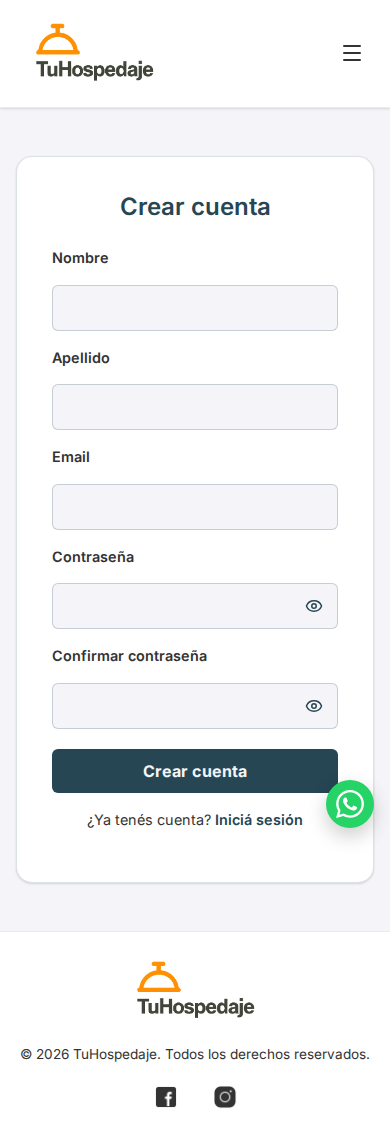 TuHospedaje
Crear cuenta
Nombre
Apellido
Email
Contraseña
Confirmar contraseña
Crear cuenta
¿Ya tenés cuenta? Iniciá sesión
TuHospedaje
© 2026 TuHospedaje. Todos los derechos reservados.